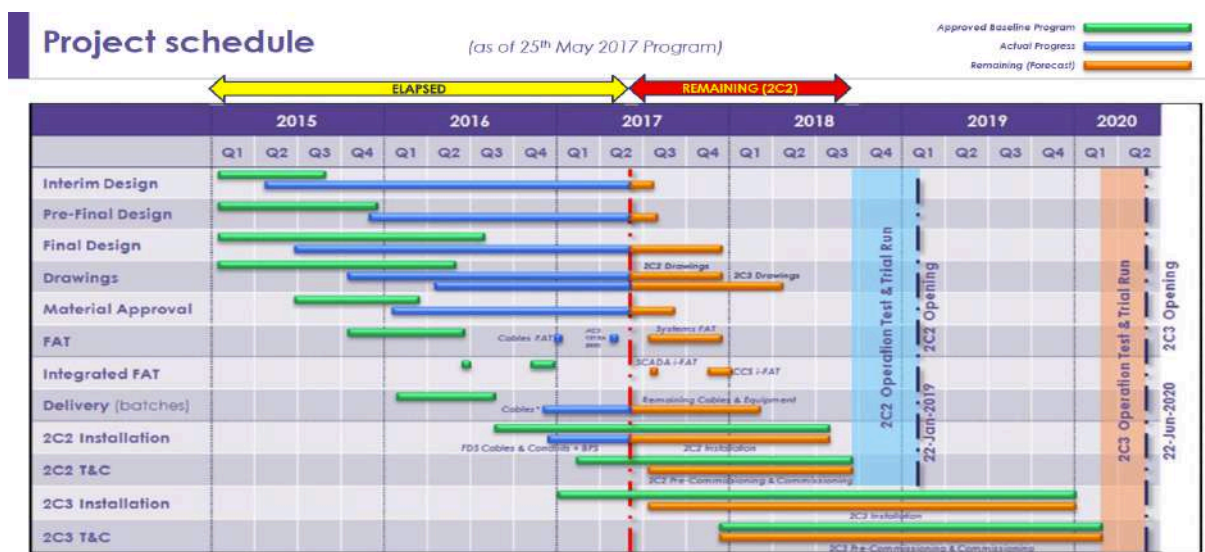 Project schedule
(as of 25th May 2017 Program)
Approved Baseline Program
Actual Progress
Remaining (Forecast)
ELAPSED
REMAINING (2C2)
2015 2016 2017 2018 2019 2020
Q1 Q2 Q3 Q4 Q1 Q2 Q3 Q4 Q1 Q2 Q3 Q4 Q1 Q2 Q3 Q4 Q1 Q2 Q3 Q4 Q1 Q2
Interim Design
Pre-Final Design
Final Design
Drawings
2C2 Drawings
2C3 Drawings
Material Approval
FAT
Cables FAT
Systems FAT
Integrated FAT
SCADA i-FAT
CCS i-FAT
Delivery (batches)
Cables *
Remaining Cables & Equipment
2C2 Installation
FDS Cables & Conduits + BPS
2C2 Installation
2C2 T&C
2C2 Pre-Commissioning & Commissioning
2C3 Installation
2C3 Installation
2C3 T&C
2C3 Pre-Commissioning & Commissioning
2C2 Operation Test & Trial Run
22-Jan-2019
2C2 Opening
2C3 Operation Test & Trial Run
22-Jun-2020
2C3 Opening